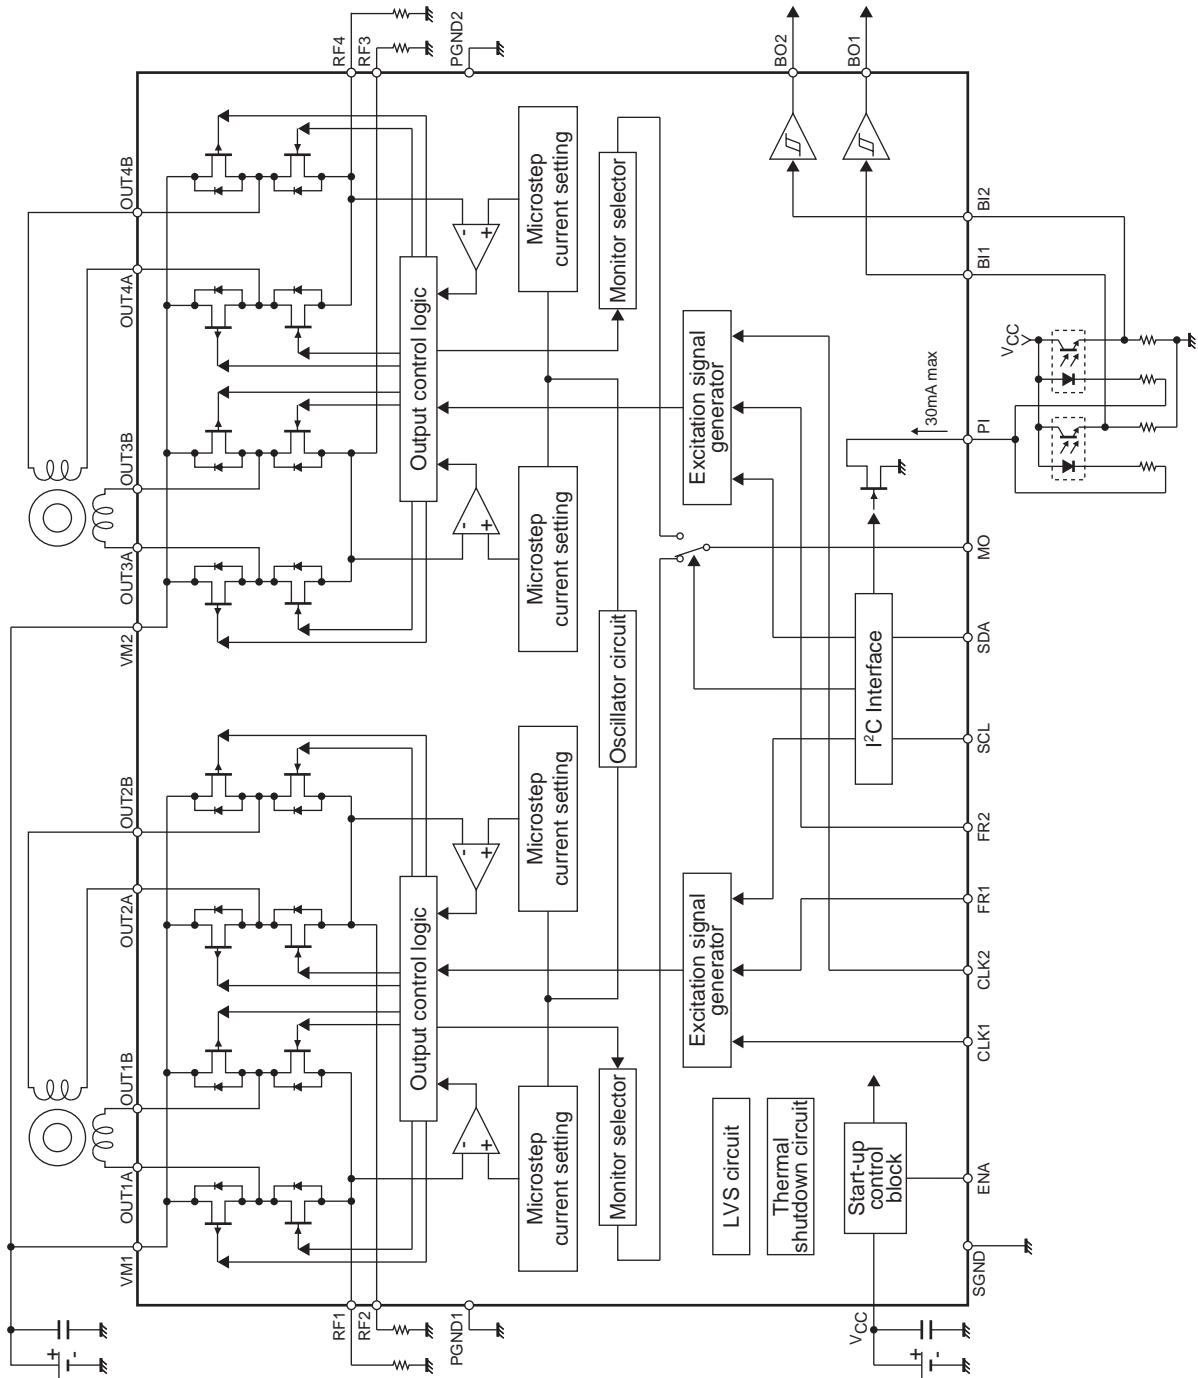 RF4
RF3
PGND2
BO2
BO1
OUT4B
OUT4A
OUT3B
OUT3A
VM2
OUT2B
OUT2A
OUT1B
OUT1A
VM1
Output control logic
-
+
-
+
Microstep
current setting
Microstep
current setting
Monitor selector
Excitation signal
generator
Oscillator circuit
Output control logic
-
+
-
+
Microstep
current setting
Microstep
current setting
Monitor selector
Excitation signal
generator
I2C Interface
LVS circuit
Thermal
shutdown circuit
Start-up
control
block
BI2
BI1
VCC
30mA max
PI
MO
SDA
SCL
FR2
FR1
CLK2
CLK1
ENA
SGND
VCC
RF1
RF2
PGND1
+
-
+
-